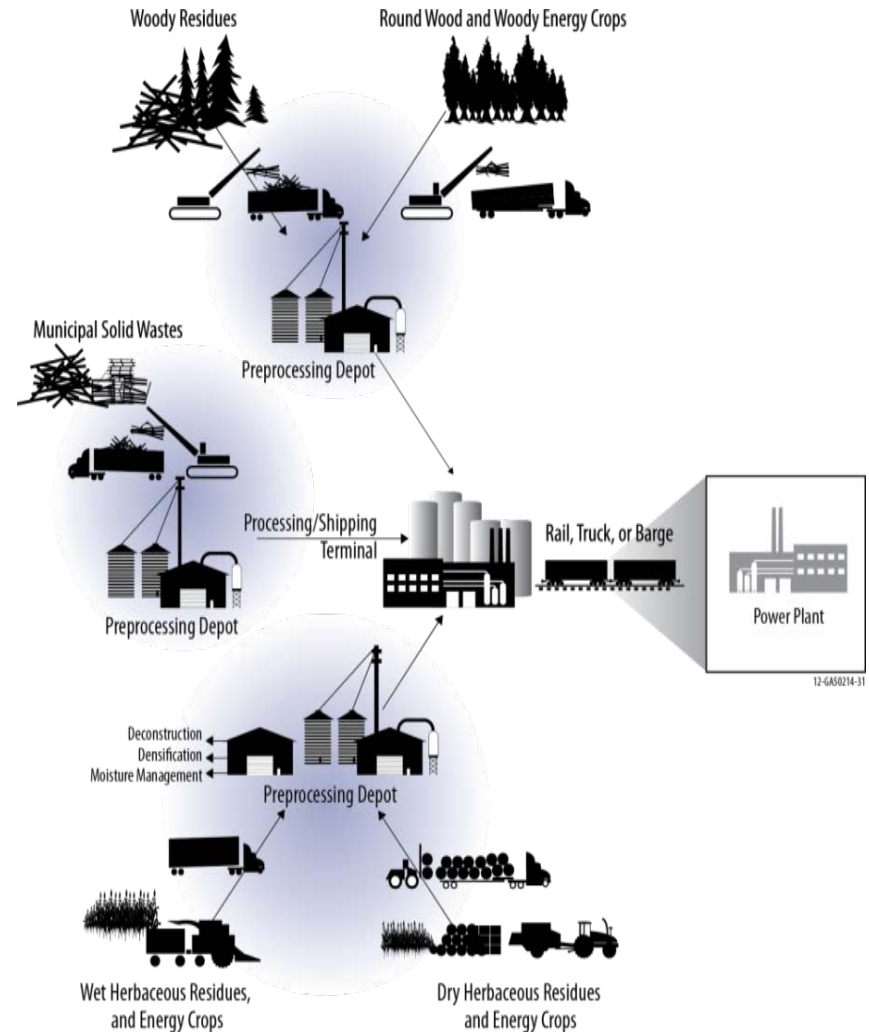 Woody Residues
Round Wood and Woody Energy Crops
Preprocessing Depot
Municipal Solid Wastes
Preprocessing Depot
Processing/Shipping
Terminal
Rail, Truck, or Barge
Power Plant
12-GA50214-31
Deconstruction
Densification
Moisture Management
Preprocessing Depot
Wet Herbaceous Residues,
and Energy Crops
Dry Herbaceous Residues
and Energy Crops